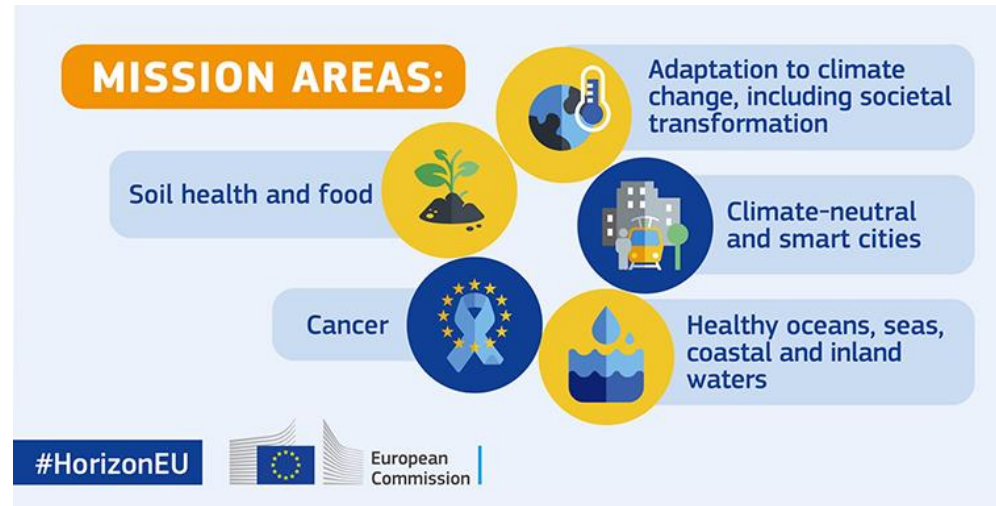 MISSION AREAS:
Adaptation to climate
change, including societal
transformation
Soil health and food
Climate-neutral
and smart cities
Cancer
Healthy oceans, seas,
coastal and inland
waters
#HorizonEU
European
Commission